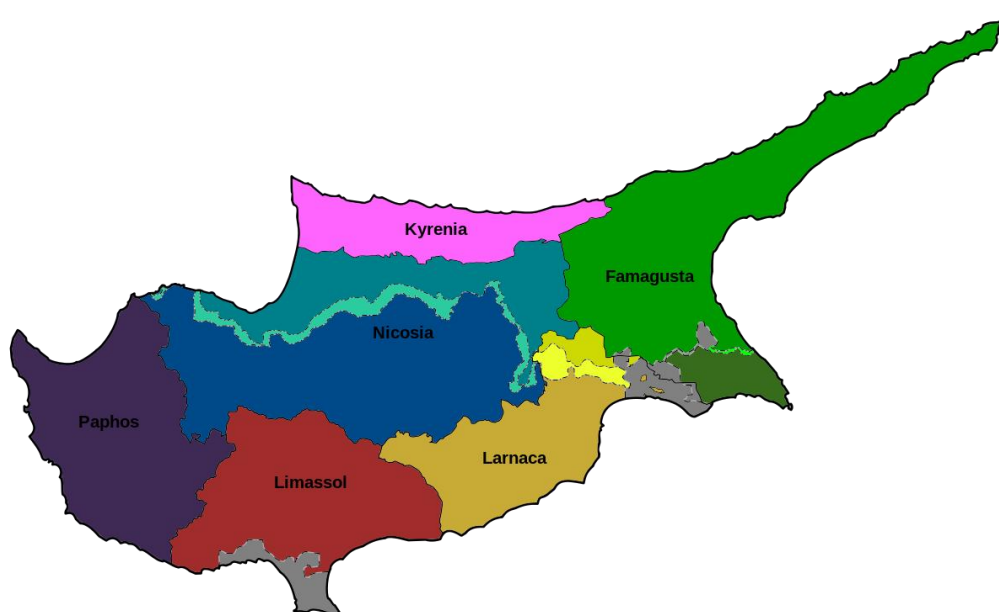 Kyrenia
Famagusta
Nicosia
Paphos
Larnaca
Limassol